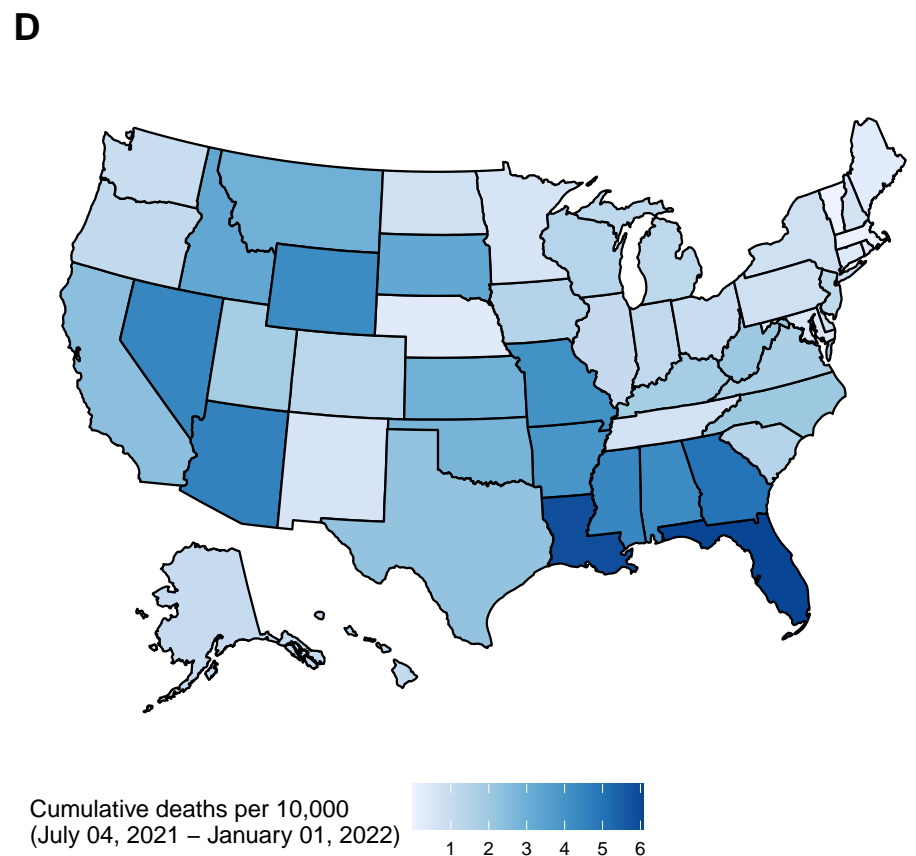 D
Cumulative deaths per 10,000
(July 04, 2021 – January 01, 2022)
1 2 3 4 5 6